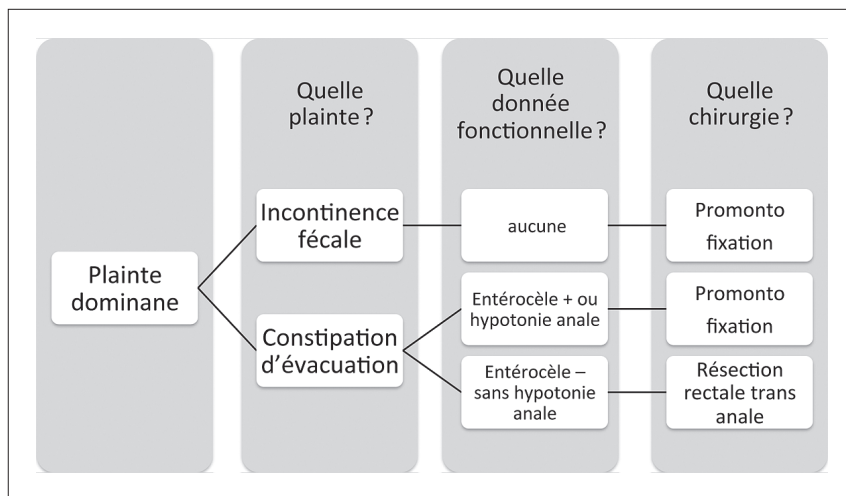 Quelle
plainte ?
Quelle
donnée
fonctionnelle ?
Quelle
chirurgie ?
Plainte
dominane
Incontinence
fécale
aucune
Promonto
fixation
Constipation
d’évacuation
Entérocèle + ou
hypotonie anale
Promonto
fixation
Entérocèle –
sans hypotonie
anale
Résection
rectale trans
anale